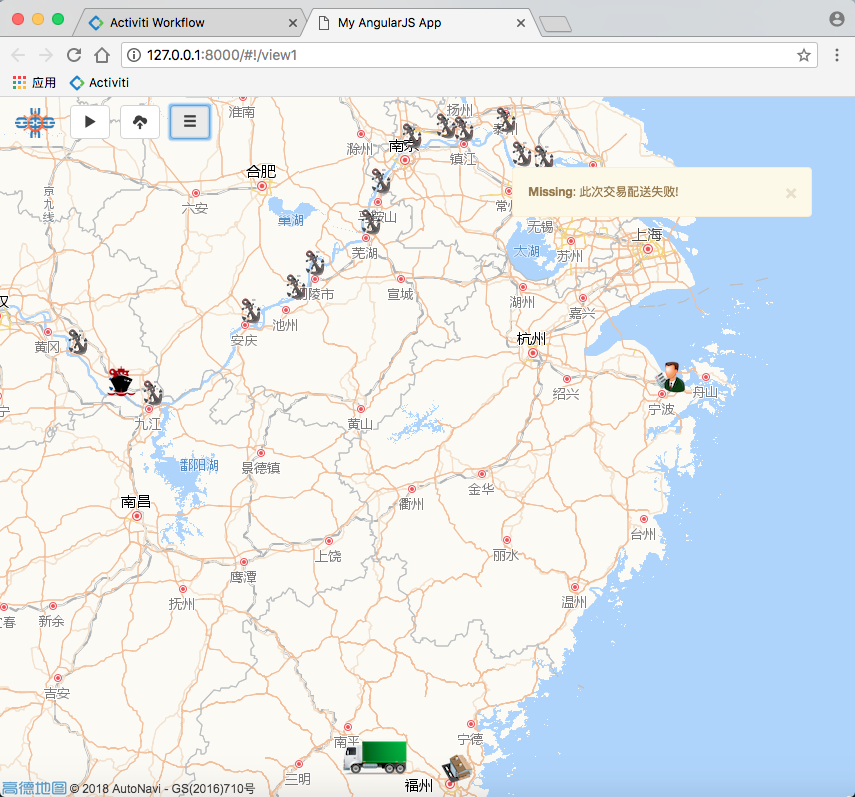 Activiti Workflow
My AngularJS App
127.0.0.1:8000/#!/view1
应用
Activiti
淮南
扬州
泰州
滁州
南京
镇江
合肥
京九线
六安
巢湖
马鞍山
常州
Missing: 此次交易配送失败!
×
无锡
上海
芜湖
太湖
苏州
铜陵市
宣城
湖州
汉
池州
嘉兴
黄冈
安庆
杭州
绍兴
舟山
宁波
九江
黄山
鄱阳湖
景德镇
金华
南昌
衢州
台州
上饶
丽水
鹰潭
抚州
温州
宜春
新余
吉安
南平
宁德
三明
福州
高德地图 © 2018 AutoNavi - GS(2016)710号